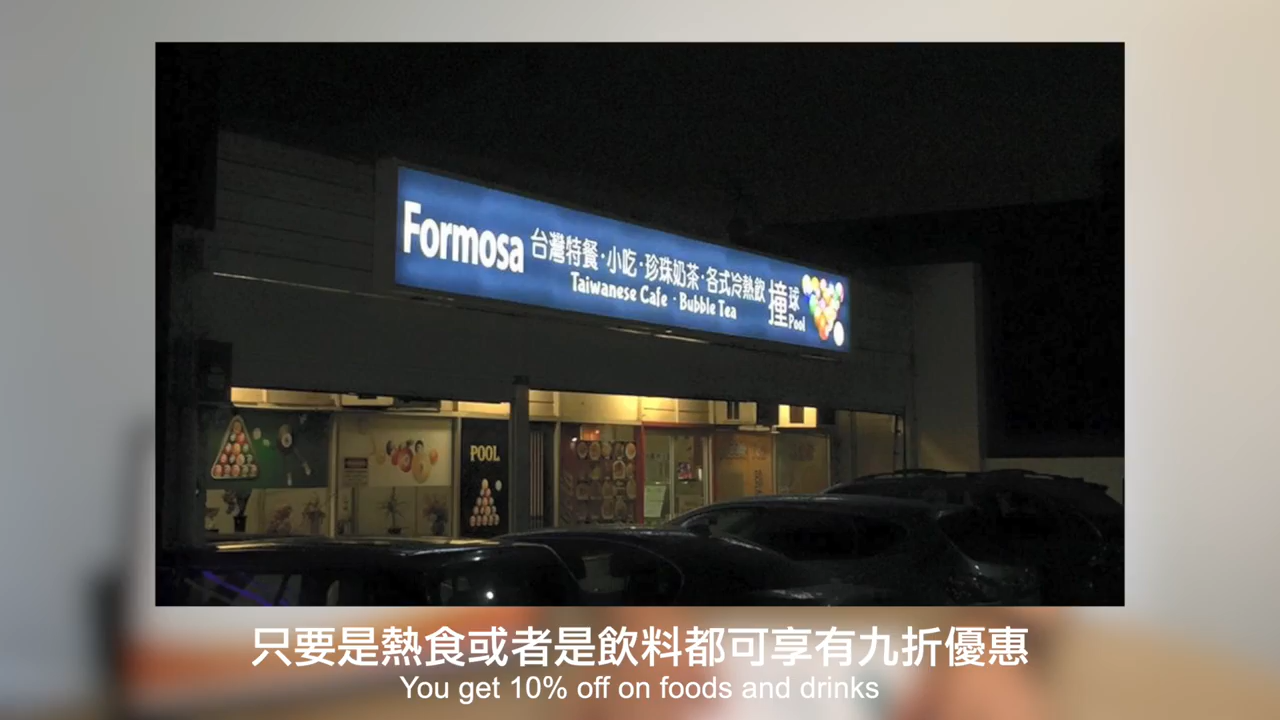 Formosa
台灣特餐·小吃·珍珠奶茶·各式冷熱飲
Taiwanese Cafe · Bubble Tea
撞球
Pool
POOL
只要是熱食或者是飲料都可享有九折優惠
You get 10% off on foods and drinks